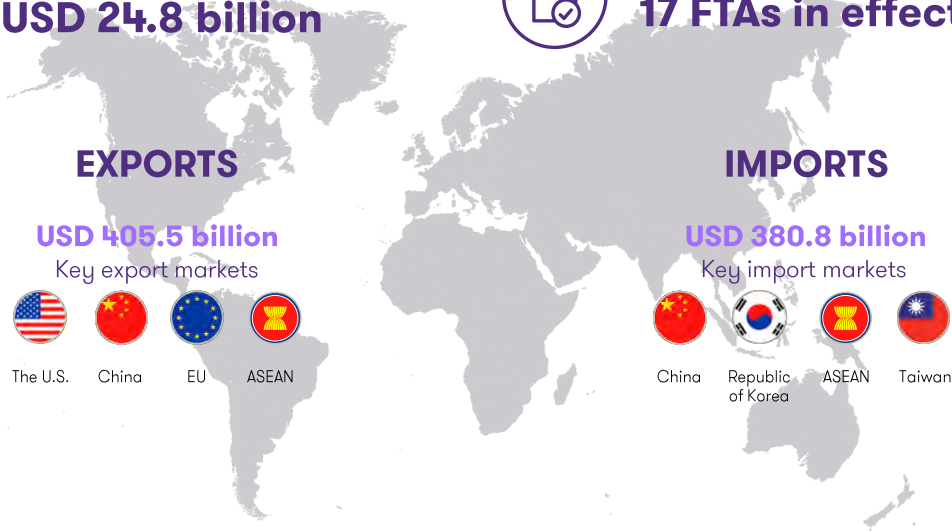 USD 24.8 billion
17 FTAs in effect
EXPORTS
USD 405.5 billion
Key export markets
The U.S.
China
EU
ASEAN
IMPORTS
USD 380.8 billion
Key import markets
China
Republic
of Korea
ASEAN
Taiwan